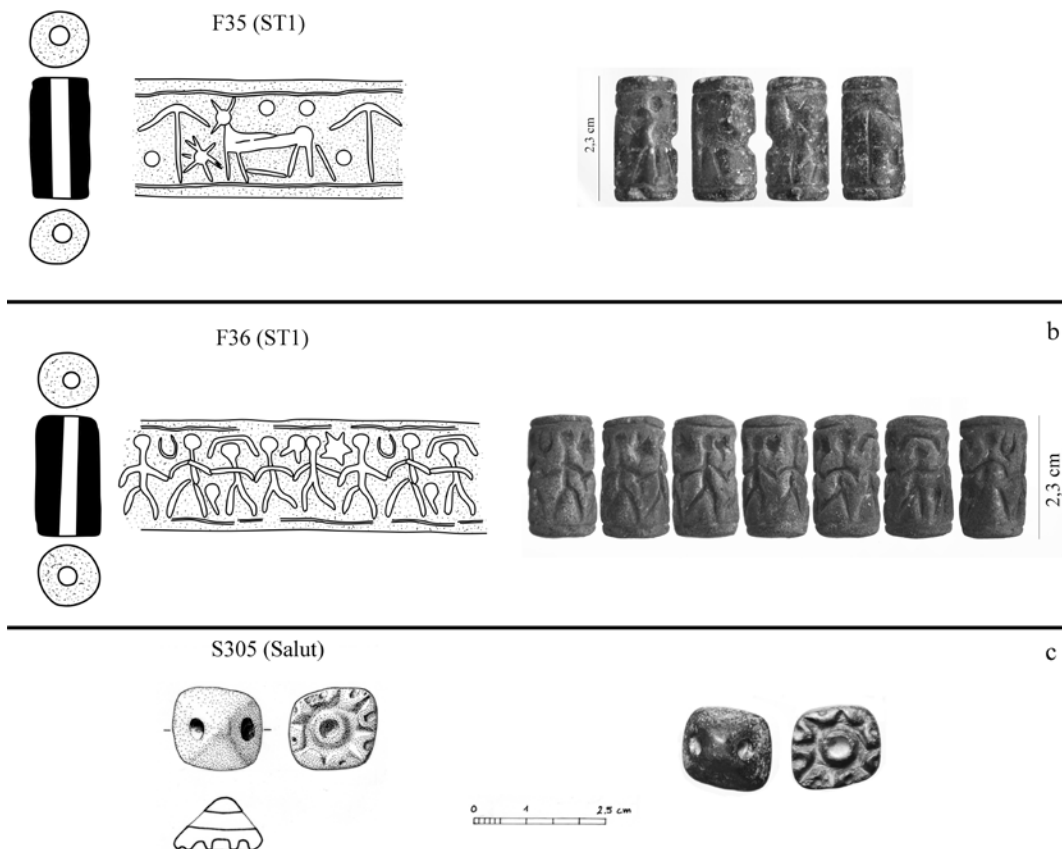 F35 (ST1)
2,3 cm
F36 (ST1)
b
2,3 cm
S305 (Salut)
c
0 1 2.5 cm